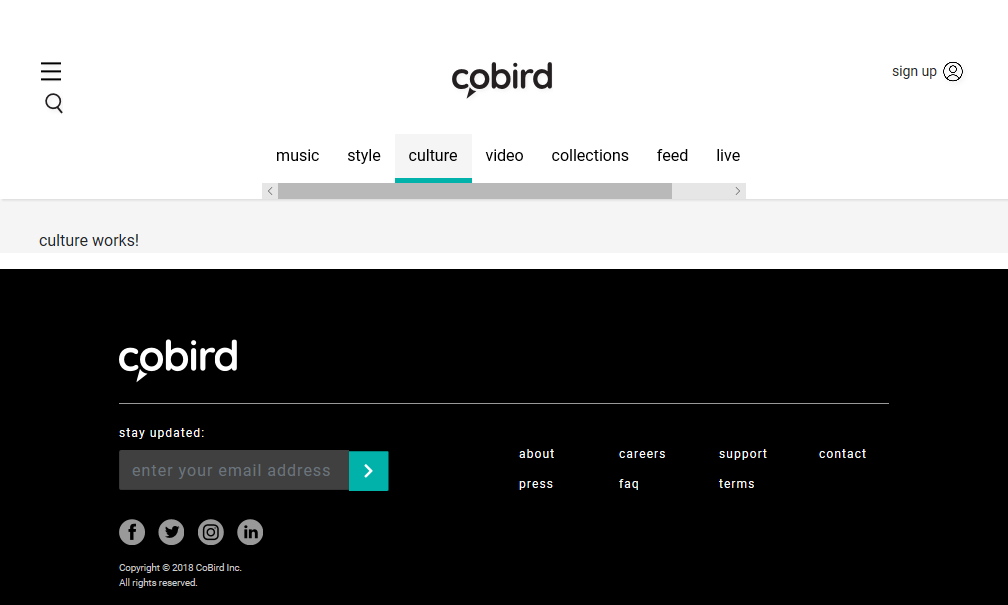 cobird
sign up
music style culture video collections feed live
culture works!
cobird
stay updated:
enter your email address
about careers support contact
press faq terms
Copyright © 2018 CoBird Inc.
All rights reserved.